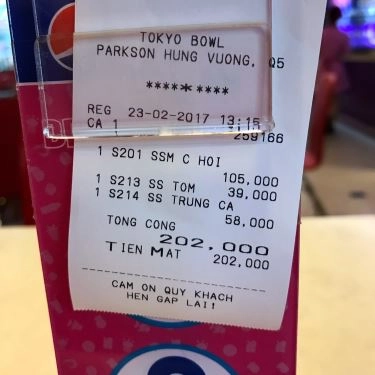 TOKYO BOWL
PARKSON HUNG VUONG, Q5
*********
REG 23-02-2017 13:15
CA 1 259166
1 S201 SSM C HOI
105,000
1 S213 SS TOM 39,000
1 S214 SS TRUNG CA
58,000
TONG CONG
202,000
TIEN MAT 202,000
CAM ON QUY KHACH
HEN GAP LAI!